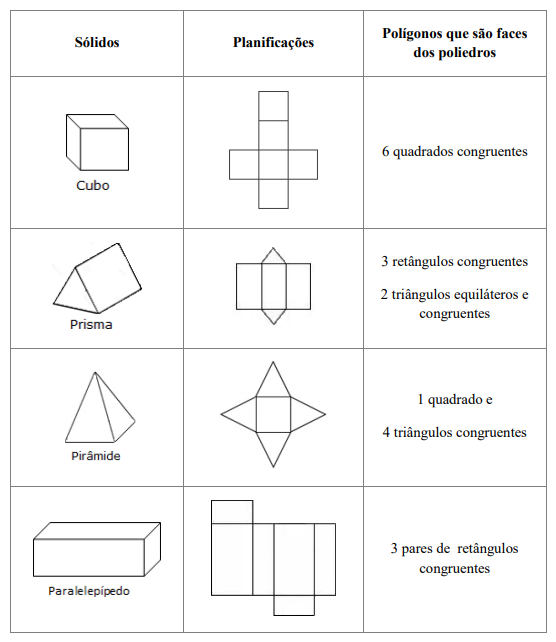 Sólidos
Planificações
Polígonos que são faces
dos poliedros
Cubo
6 quadrados congruentes
Prisma
3 retângulos congruentes
2 triângulos equiláteros e
congruentes
Pirâmide
1 quadrado e
4 triângulos congruentes
Paralelepípedo
3 pares de retângulos
congruentes